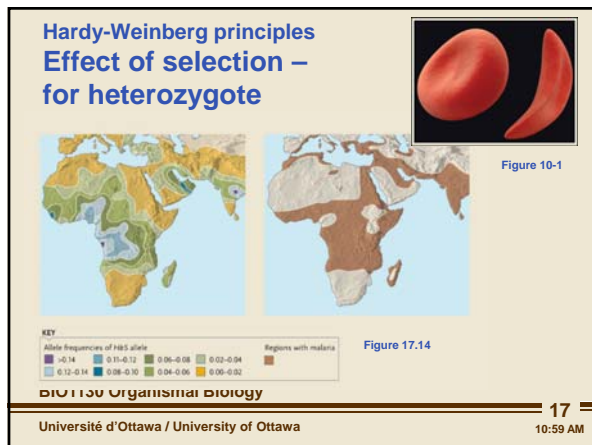 Hardy-Weinberg principles
Effect of selection –
for heterozygote
Figure 10-1
KEY
Allele frequencies of HbS allele
Regions with malaria
>0.14
0.11–0.12
0.06–0.08
0.02–0.04
0.12–0.14
0.08–0.10
0.04–0.06
0.00–0.02
Figure 17.14
BIO1130 Organismal Biology
Université d'Ottawa / University of Ottawa
17
10:59 AM